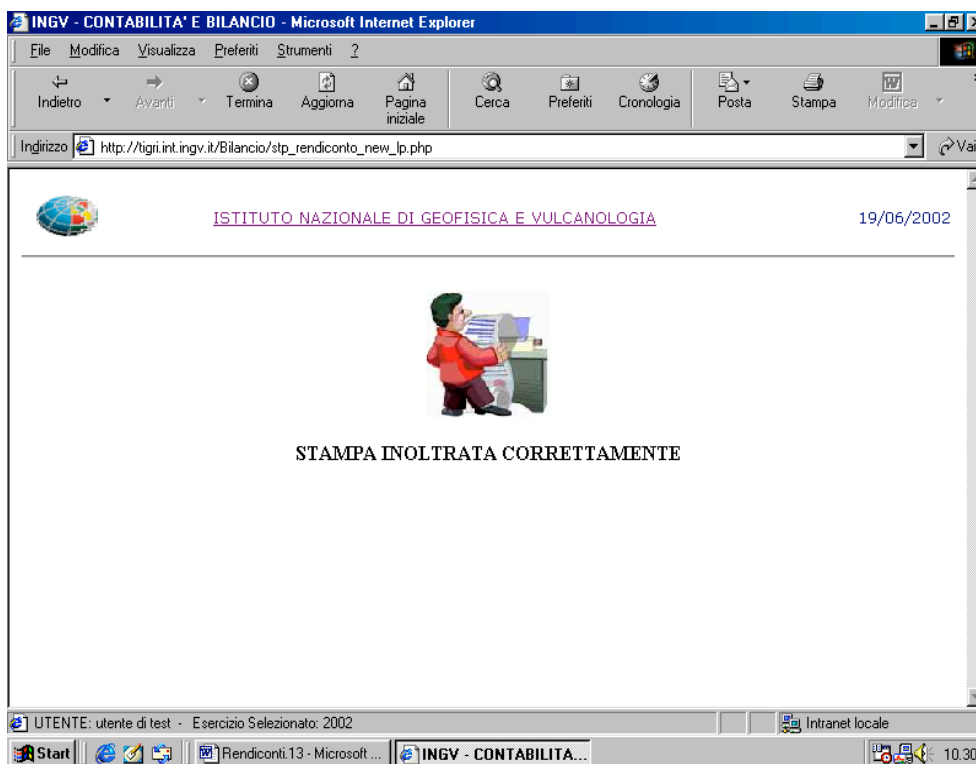 INGV - CONTABILITA' E BILANCIO - Microsoft Internet Explorer
File Modifica Visualizza Preferiti Strumenti ?
Indietro Avanti Termina Aggiorna Pagina iniziale Cerca Preferiti Cronologia Posta Stampa Modifica
Indirizzo http://tigri.int.ingv.it/Bilancio/stp_rendiconto_new_lp.php Vai
ISTITUTO NAZIONALE DI GEOFISICA E VULCANOLOGIA 19/06/2002
STAMPA INOLTRATA CORRETTAMENTE
UTENTE: utente di test - Esercizio Selezionato: 2002 Intranet locale
Start Rendiconti.13 - Microsoft ... INGV - CONTABILITA... 10.30